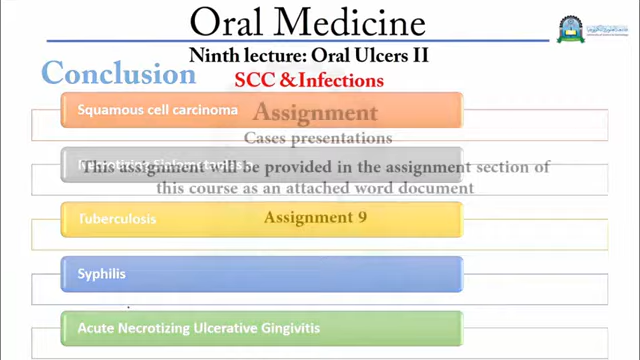 Oral Medicine
Ninth lecture: Oral Ulcers II
Conclusion
SCC & Infections
Squamous cell carcinoma
Assignment
Cases presentations
This assignment will be provided in the assignment section of
this course as an attached word document
Tuberculosis
Assignment 9
Syphilis
Acute Necrotizing Ulcerative Gingivitis